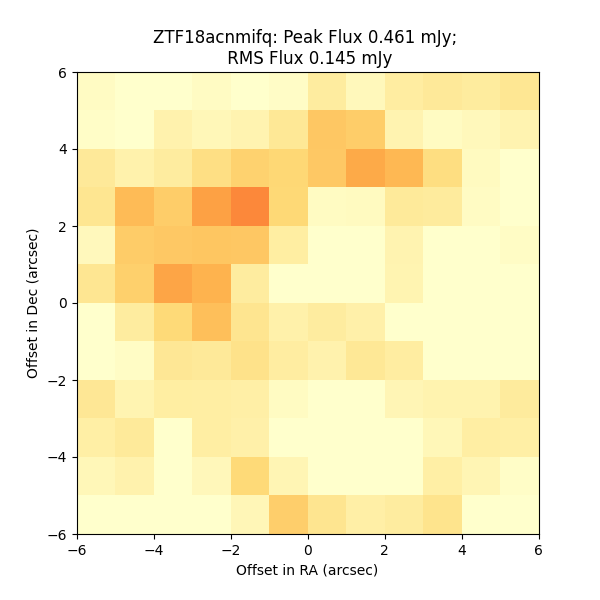 ZTF18acnmifq: Peak Flux 0.461 mJy;
RMS Flux 0.145 mJy
6
4
2
0
−2
−4
−6
Offset in Dec (arcsec)
−6 −4 −2 0 2 4 6
Offset in RA (arcsec)